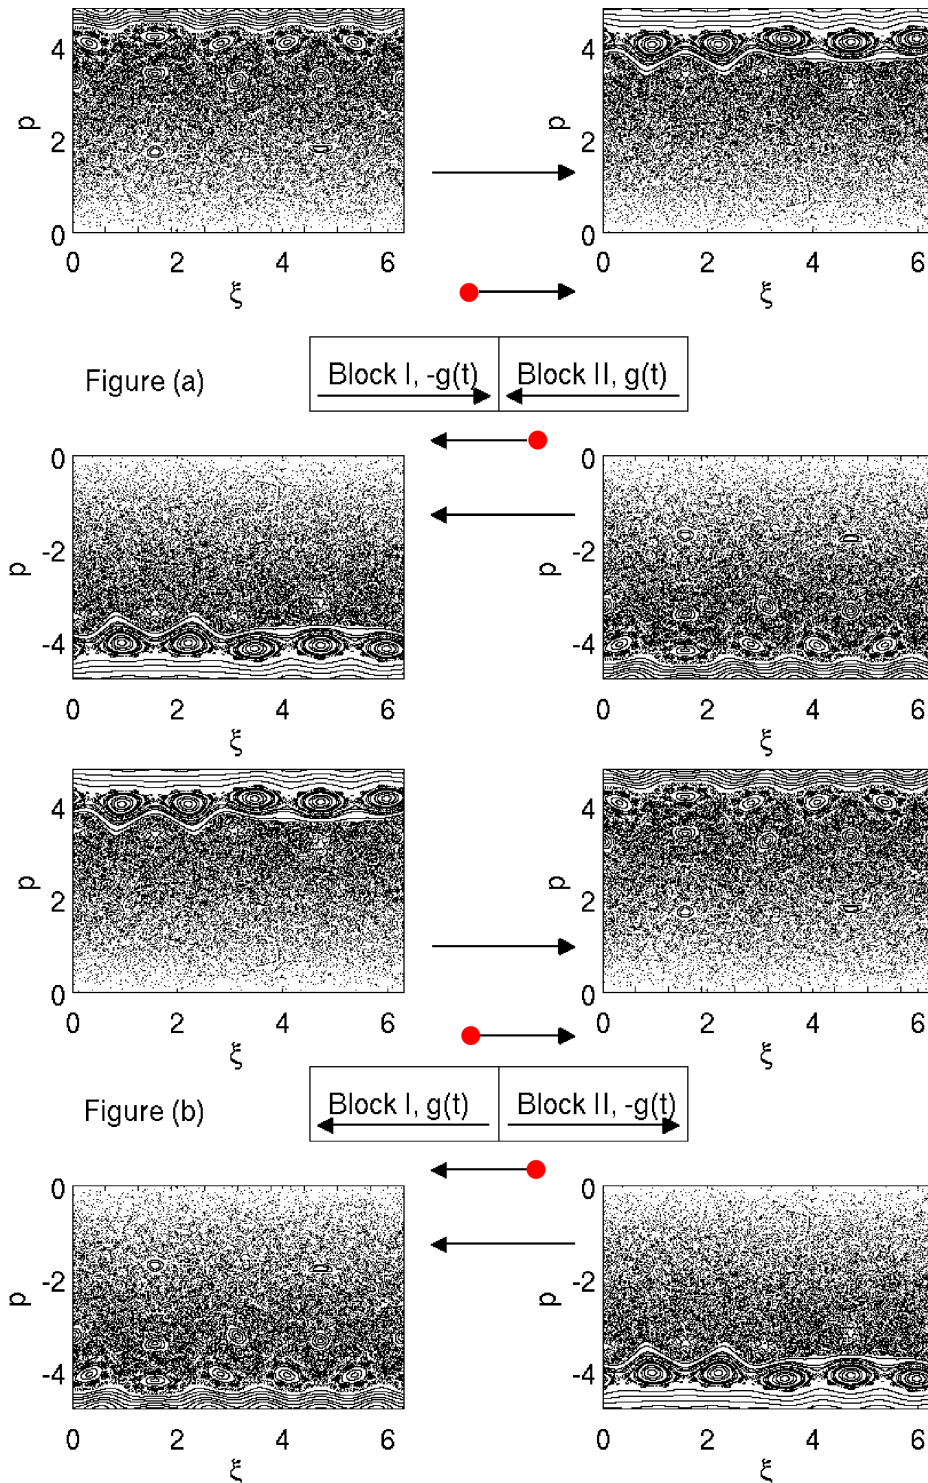 4
4
p
p
2
2
0
0
0 2 4 6
0 2 4 6
ξ
ξ
Figure (a)
Block I, -g(t)
Block II, g(t)
0
0
-2
-2
p
p
-4
-4
0 2 4 6
0 2 4 6
ξ
ξ
4
4
p
p
2
2
0
0
0 2 4 6
0 2 4 6
ξ
ξ
Figure (b)
Block I, g(t)
Block II, -g(t)
0
0
-2
-2
p
p
-4
-4
0 2 4 6
0 2 4 6
ξ
ξ